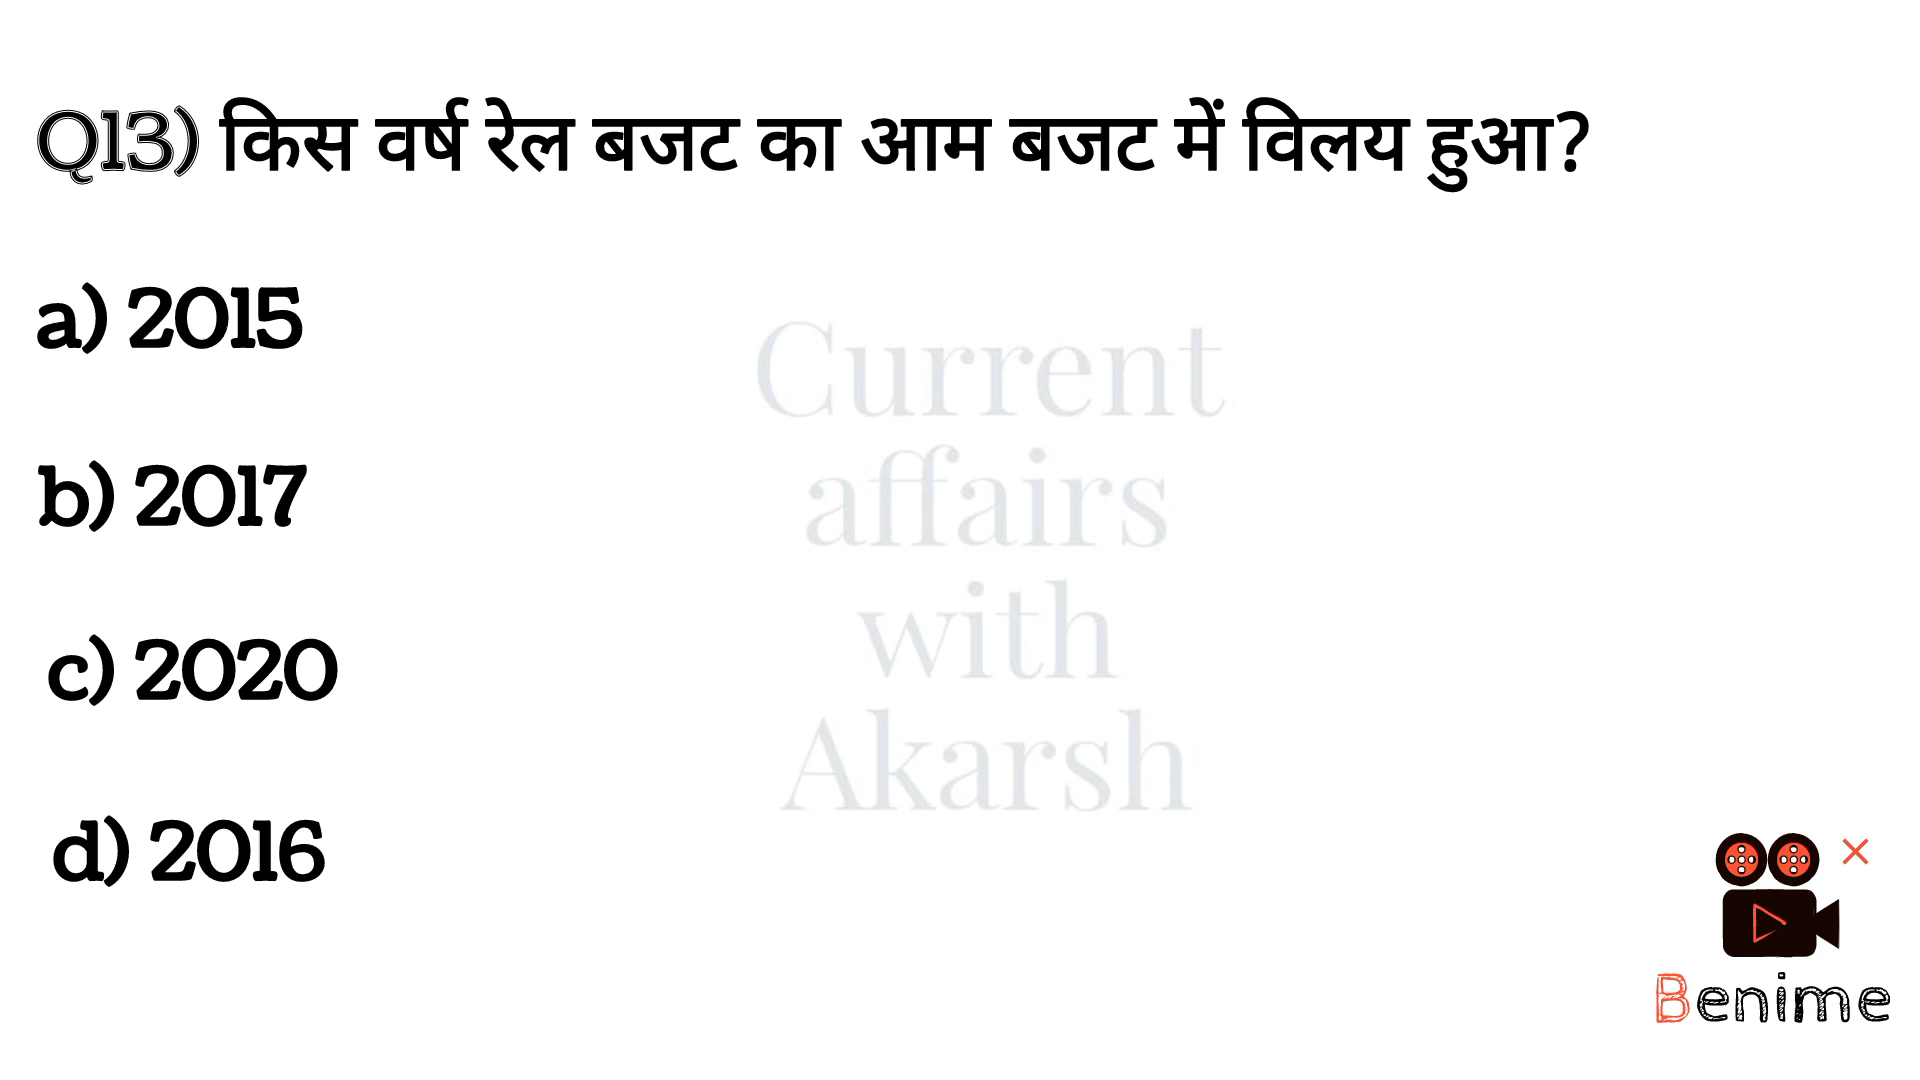 Q13) किस वर्ष रेल बजट का आम बजट में विलय हुआ?
a) 2015
b) 2017
c) 2020
d) 2016
Current
affairs
with
Akarsh
Benime